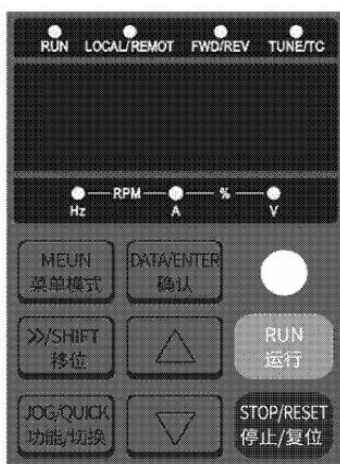 RUN LOCAL/REMOT FWD/REV TUNE/TC
RPM %
Hz A V
MEUN DATA/ENTER
菜单模式 确认
≫/SHIFT RUN
移位 运行
JOG/QUICK STOP/RESET
功能/切换 停止/复位